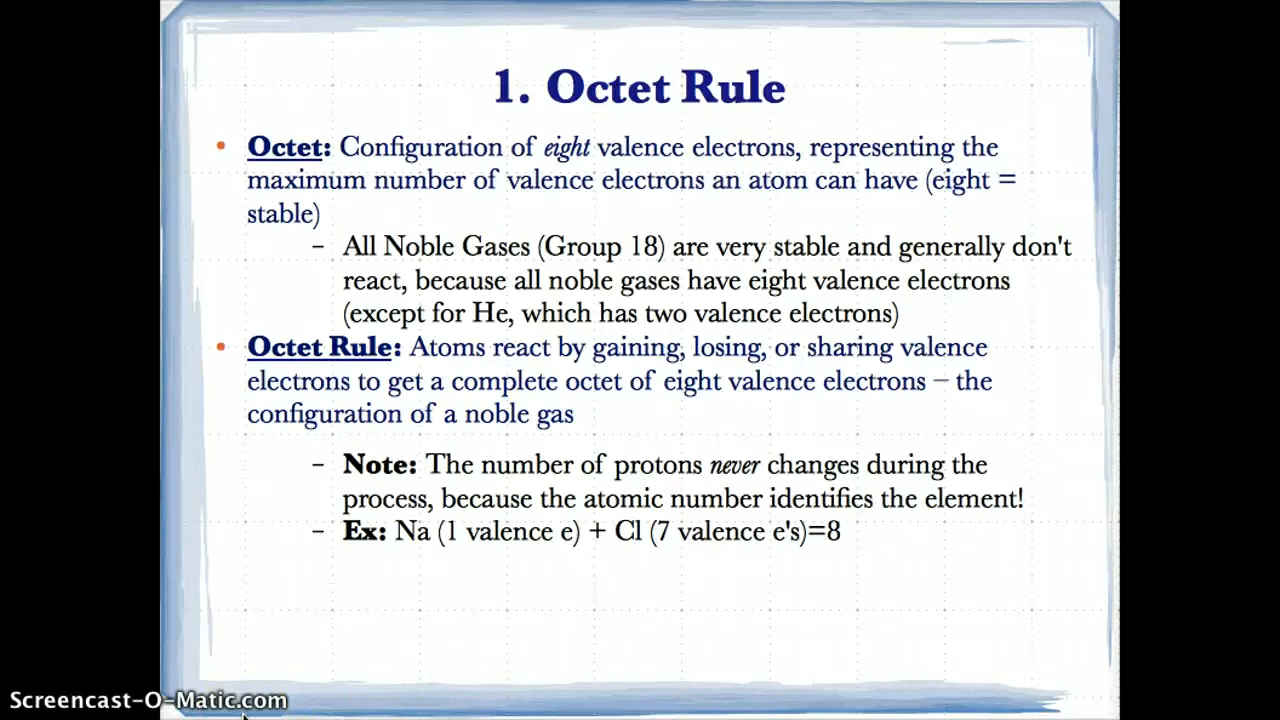 1. Octet Rule
• Octet: Configuration of eight valence electrons, representing the
maximum number of valence electrons an atom can have (eight =
stable)
– All Noble Gases (Group 18) are very stable and generally don't
react, because all noble gases have eight valence electrons
(except for He, which has two valence electrons)
• Octet Rule: Atoms react by gaining, losing, or sharing valence
electrons to get a complete octet of eight valence electrons – the
configuration of a noble gas
– Note: The number of protons never changes during the
process, because the atomic number identifies the element!
– Ex: Na (1 valence e) + Cl (7 valence e's)=8
Screencast-O-Matic.com